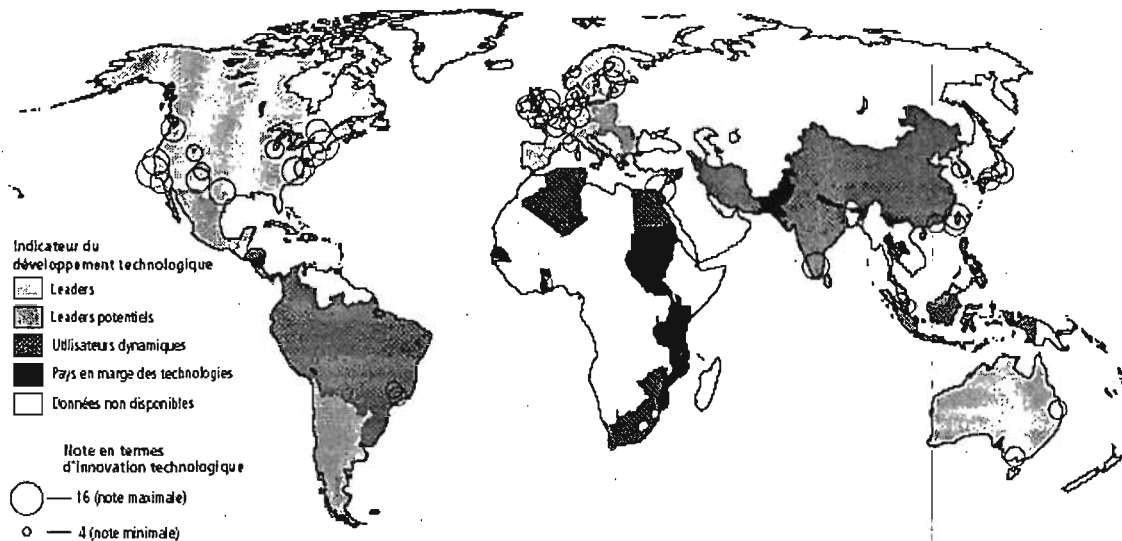 Indicateur du
développement technologique
Leaders
Leaders potentiels
Utilisateurs dynamiques
Pays en marge des technologies
Données non disponibles
Note en termes
d'innovation technologique
16 (note maximale)
4 (note minimale)